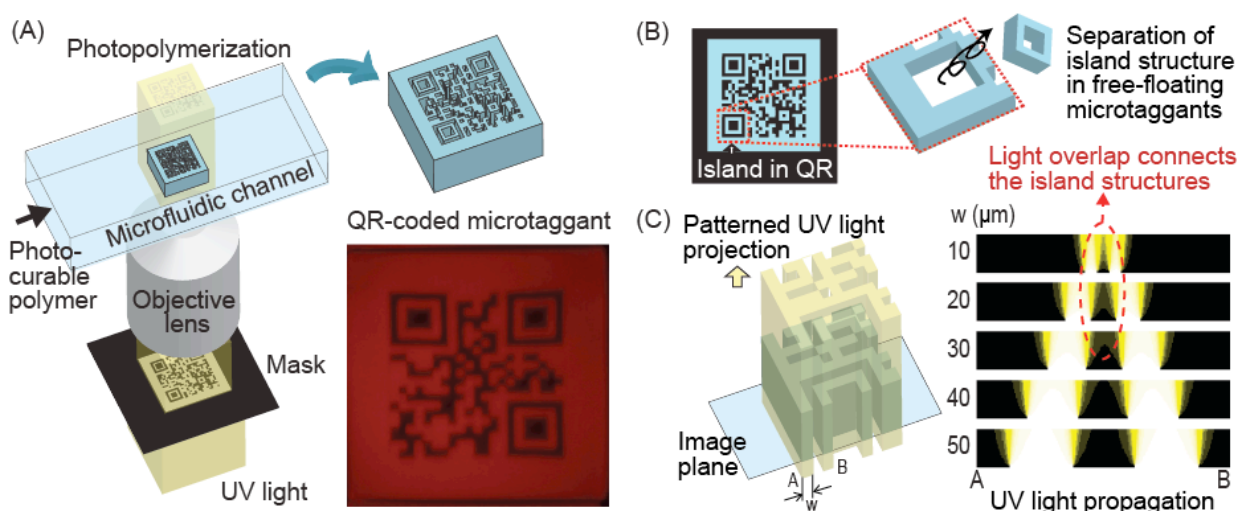 (A)
Photopolymerization
Microfluidic channel
Photo-
curable
polymer
Objective
lens
Mask
UV light
QR-coded microtaggant
(B)
Island in QR
Separation of
island structure
in free-floating
microtaggants
Light overlap connects
the island structures
(C)
Patterned UV light
projection
Image
plane
A
B
w
w (μm)
10
20
30
40
50
A
B
UV light propagation